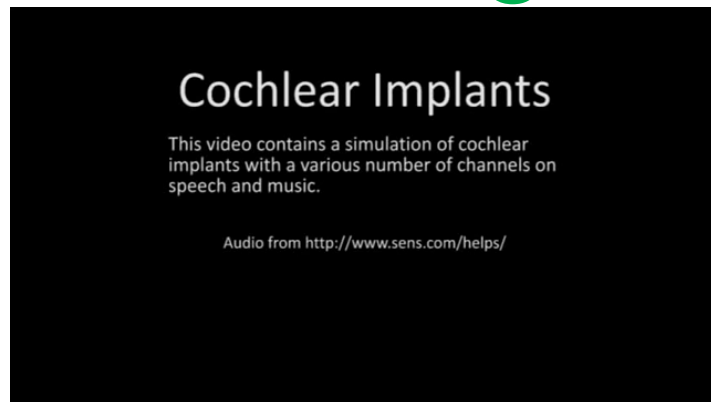 Cochlear Implants
This video contains a simulation of cochlear
implants with a various number of channels on
speech and music.
Audio from http://www.sens.com/helps/